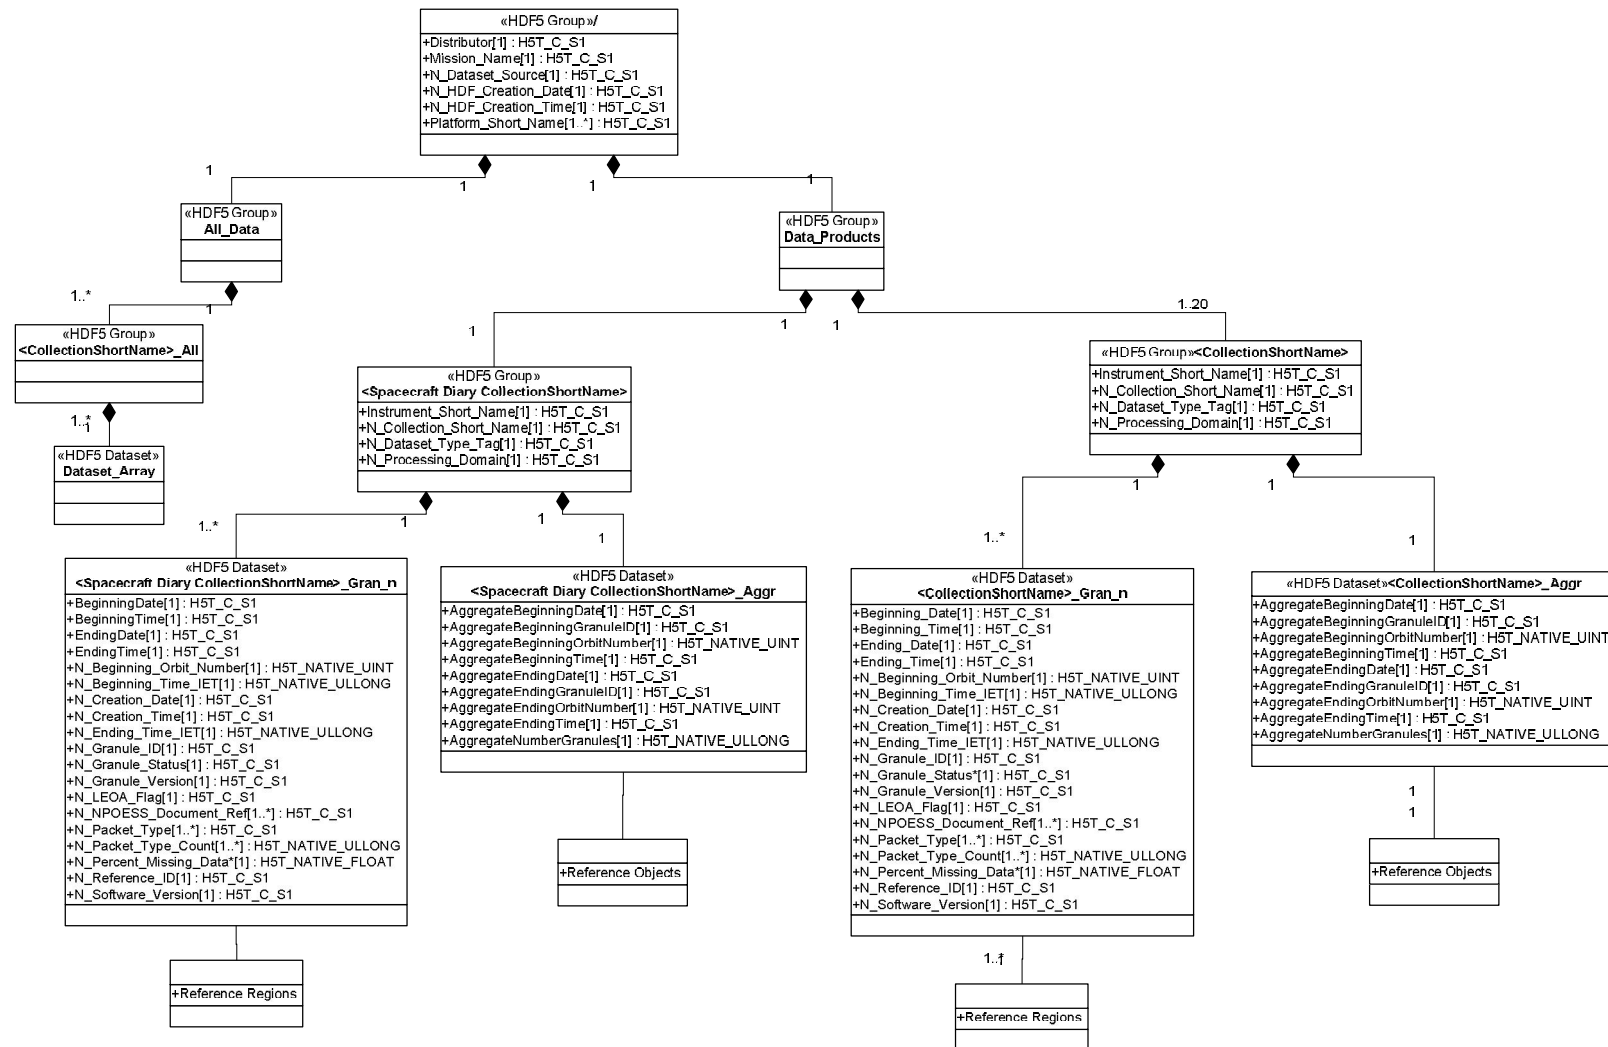 «HDF5 Group»/
+Distributor[1] : H5T_C_S1
+Mission_Name[1] : H5T_C_S1
+N_Dataset_Source[1] : H5T_C_S1
+N_HDF_Creation_Date[1] : H5T_C_S1
+N_HDF_Creation_Time[1] : H5T_C_S1
+Platform_Short_Name[1..*] : H5T_C_S1
1
1
1
1
«HDF5 Group»
All_Data
«HDF5 Group»
Data_Products
1..*
1
1
1
1
1..20
«HDF5 Group»
<CollectionShortName>_All
1..*
1
«HDF5 Dataset»
Dataset_Array
«HDF5 Group»
<Spacecraft Diary CollectionShortName>
+Instrument_Short_Name[1] : H5T_C_S1
+N_Collection_Short_Name[1] : H5T_C_S1
+N_Dataset_Type_Tag[1] : H5T_C_S1
+N_Processing_Domain[1] : H5T_C_S1
«HDF5 Group»<CollectionShortName>
+Instrument_Short_Name[1] : H5T_C_S1
+N_Collection_Short_Name[1] : H5T_C_S1
+N_Dataset_Type_Tag[1] : H5T_C_S1
+N_Processing_Domain[1] : H5T_C_S1
1..*
1
1
1
1..*
1
1
1
«HDF5 Dataset»
<Spacecraft Diary CollectionShortName>_Gran_n
+BeginningDate[1] : H5T_C_S1
+BeginningTime[1] : H5T_C_S1
+EndingDate[1] : H5T_C_S1
+EndingTime[1] : H5T_C_S1
+N_Beginning_Orbit_Number[1] : H5T_NATIVE_UINT
+N_Beginning_Time_IET[1] : H5T_NATIVE_ULLONG
+N_Creation_Date[1] : H5T_C_S1
+N_Creation_Time[1] : H5T_C_S1
+N_Ending_Time_IET[1] : H5T_NATIVE_ULLONG
+N_Granule_ID[1] : H5T_C_S1
+N_Granule_Status[1] : H5T_C_S1
+N_Granule_Version[1] : H5T_C_S1
+N_LEOA_Flag[1] : H5T_C_S1
+N_NPOESS_Document_Ref[1..*] : H5T_C_S1
+N_Packet_Type[1..*] : H5T_C_S1
+N_Packet_Type_Count[1..*] : H5T_NATIVE_ULLONG
+N_Percent_Missing_Data*[1] : H5T_NATIVE_FLOAT
+N_Reference_ID[1] : H5T_C_S1
+N_Software_Version[1] : H5T_C_S1
+Reference Regions
«HDF5 Dataset»
<Spacecraft Diary CollectionShortName>_Aggr
+AggregateBeginningDate[1] : H5T_C_S1
+AggregateBeginningGranuleID[1] : H5T_C_S1
+AggregateBeginningOrbitNumber[1] : H5T_NATIVE_UINT
+AggregateBeginningTime[1] : H5T_C_S1
+AggregateEndingDate[1] : H5T_C_S1
+AggregateEndingGranuleID[1] : H5T_C_S1
+AggregateEndingOrbitNumber[1] : H5T_NATIVE_UINT
+AggregateEndingTime[1] : H5T_C_S1
+AggregateNumberGranules[1] : H5T_NATIVE_ULLONG
+Reference Objects
«HDF5 Dataset»
<CollectionShortName>_Gran_n
+Beginning_Date[1] : H5T_C_S1
+Beginning_Time[1] : H5T_C_S1
+Ending_Date[1] : H5T_C_S1
+Ending_Time[1] : H5T_C_S1
+N_Beginning_Orbit_Number[1] : H5T_NATIVE_UINT
+N_Beginning_Time_IET[1] : H5T_NATIVE_ULLONG
+N_Creation_Date[1] : H5T_C_S1
+N_Creation_Time[1] : H5T_C_S1
+N_Ending_Time_IET[1] : H5T_NATIVE_ULLONG
+N_Granule_ID[1] : H5T_C_S1
+N_Granule_Status*[1] : H5T_C_S1
+N_Granule_Version[1] : H5T_C_S1
+N_LEOA_Flag[1] : H5T_C_S1
+N_NPOESS_Document_Ref[1..*] : H5T_C_S1
+N_Packet_Type[1..*] : H5T_C_S1
+N_Packet_Type_Count[1..*] : H5T_NATIVE_ULLONG
+N_Percent_Missing_Data*[1] : H5T_NATIVE_FLOAT
+N_Reference_ID[1] : H5T_C_S1
+N_Software_Version[1] : H5T_C_S1
1..*
1
+Reference Regions
«HDF5 Dataset»<CollectionShortName>_Aggr
+AggregateBeginningDate[1] : H5T_C_S1
+AggregateBeginningGranuleID[1] : H5T_C_S1
+AggregateBeginningOrbitNumber[1] : H5T_NATIVE_UINT
+AggregateBeginningTime[1] : H5T_C_S1
+AggregateEndingDate[1] : H5T_C_S1
+AggregateEndingGranuleID[1] : H5T_C_S1
+AggregateEndingOrbitNumber[1] : H5T_NATIVE_UINT
+AggregateEndingTime[1] : H5T_C_S1
+AggregateNumberGranules[1] : H5T_NATIVE_ULLONG
1
1
+Reference Objects